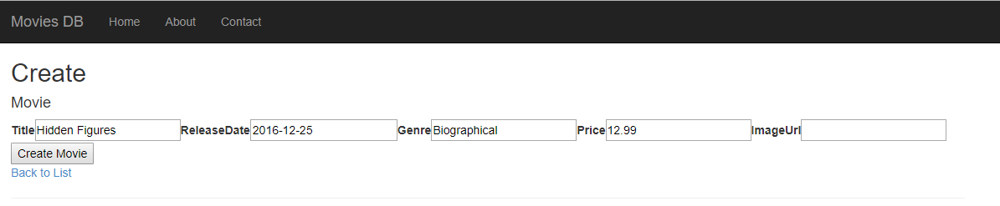 Movies DB Home About Contact
Create
Movie
Title Hidden Figures ReleaseDate 2016-12-25 Genre Biographical Price 12.99 ImageUrl
Create Movie
Back to List